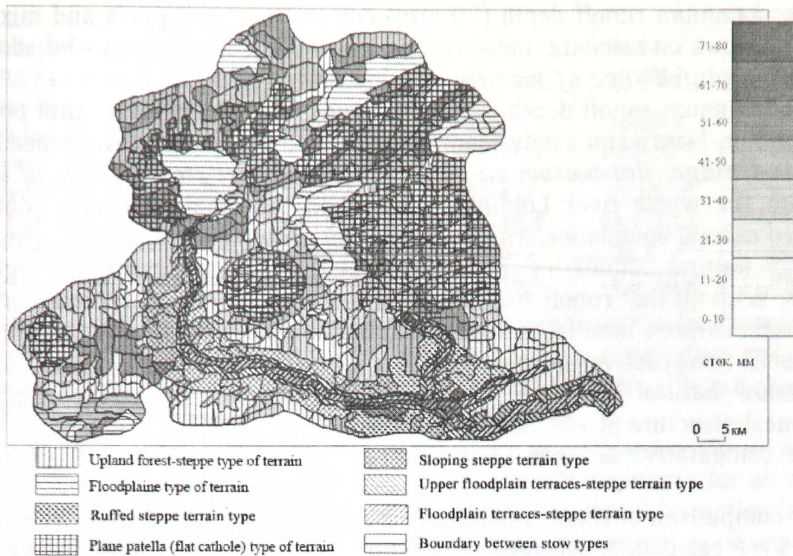 71-80
61-70
51-60
41-50
31-40
21-30
11-20
0-10
сток, мм
0 5км
Upland forest-steppe type of terrain
Floodplaine type of terrain
Ruffed steppe terrain type
Plane patella (flat cathole) type of terrain
Sloping steppe terrain type
Upper floodplain terraces-steppe terrain type
Floodplain terraces-steppe terrain type
Boundary between stow types